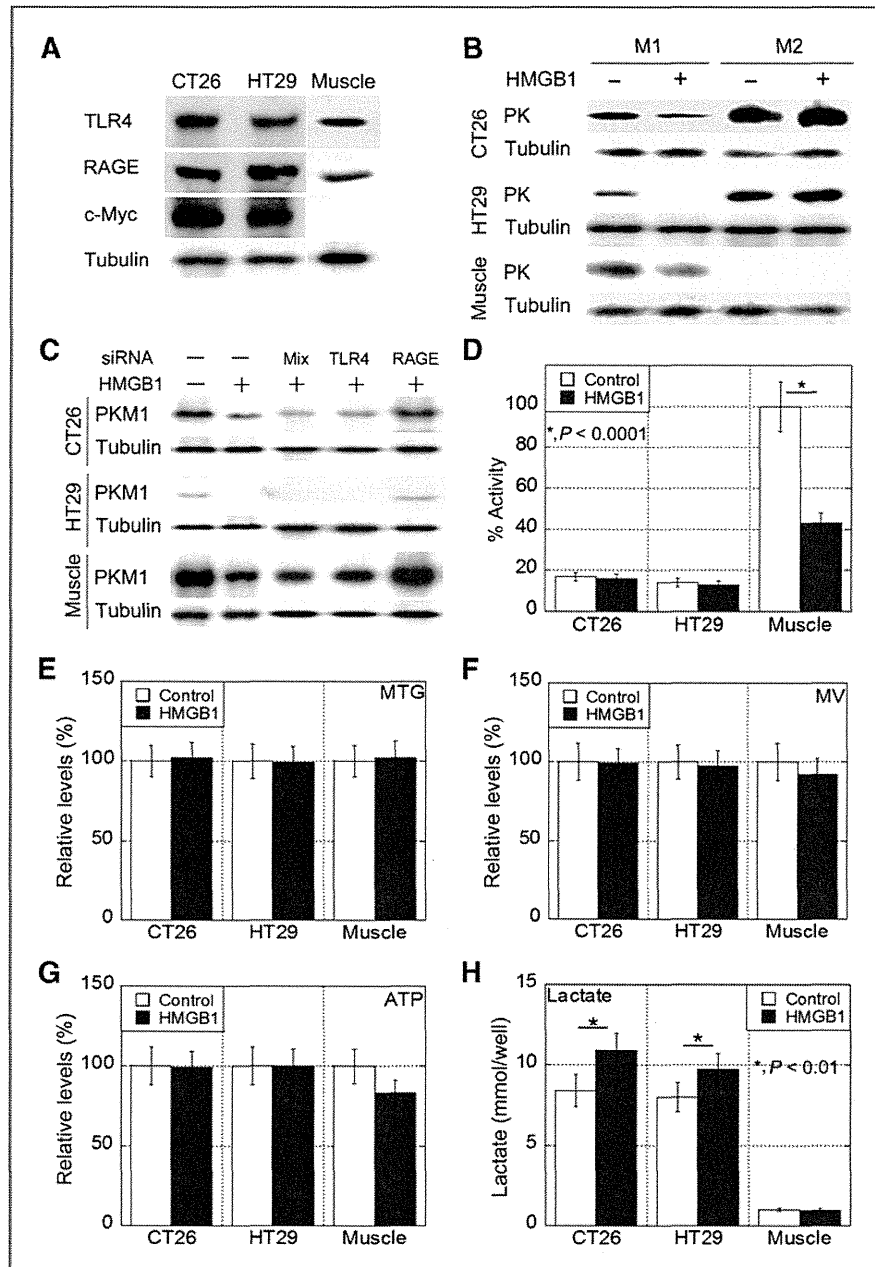 A
CT26 HT29 Muscle
TLR4
RAGE
c-Myc
Tubulin
B
M1 M2
HMGB1 − + − +
CT26
PK
Tubulin
HT29
PK
Tubulin
Muscle
PK
Tubulin
C
siRNA — — Mix TLR4 RAGE
HMGB1 — + + + +
CT26
PKM1
Tubulin
HT29
PKM1
Tubulin
Muscle
PKM1
Tubulin
D
Control
HMGB1
*, P < 0.0001
*
% Activity
100
80
60
40
20
0
CT26 HT29 Muscle
E
Control
HMGB1
MTG
Relative levels (%)
150
100
50
0
CT26 HT29 Muscle
F
Control
HMGB1
MV
Relative levels (%)
150
100
50
0
CT26 HT29 Muscle
G
Control
HMGB1
ATP
Relative levels (%)
150
100
50
0
CT26 HT29 Muscle
H
Lactate
Control
HMGB1
*, P < 0.01
* *
Lactate (mmol/well)
15
10
5
0
CT26 HT29 Muscle